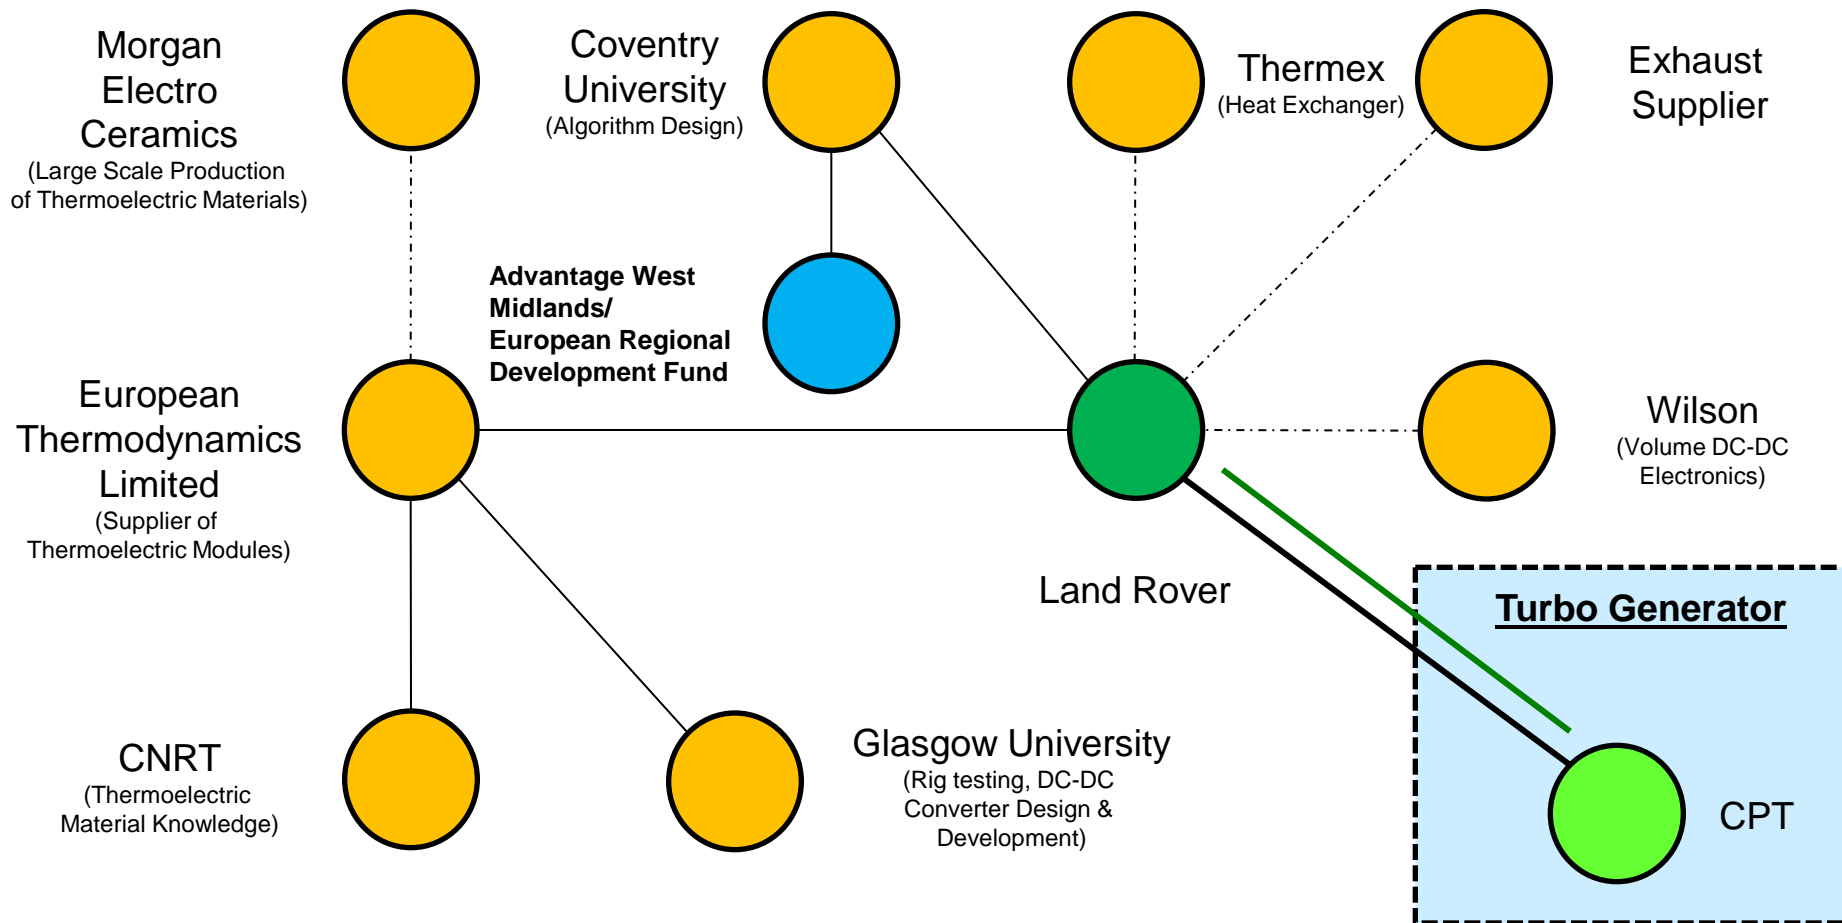 Morgan
Electro
Ceramics
(Large Scale Production
of Thermoelectric Materials)
Coventry
University
(Algorithm Design)
Thermex
(Heat Exchanger)
Exhaust
Supplier
Advantage West
Midlands/
European Regional
Development Fund
European
Thermodynamics
Limited
(Supplier of
Thermoelectric Modules)
Wilson
(Volume DC-DC
Electronics)
Land Rover
Turbo Generator
CNRT
(Thermoelectric
Material Knowledge)
Glasgow University
(Rig testing, DC-DC
Converter Design &
Development)
CPT